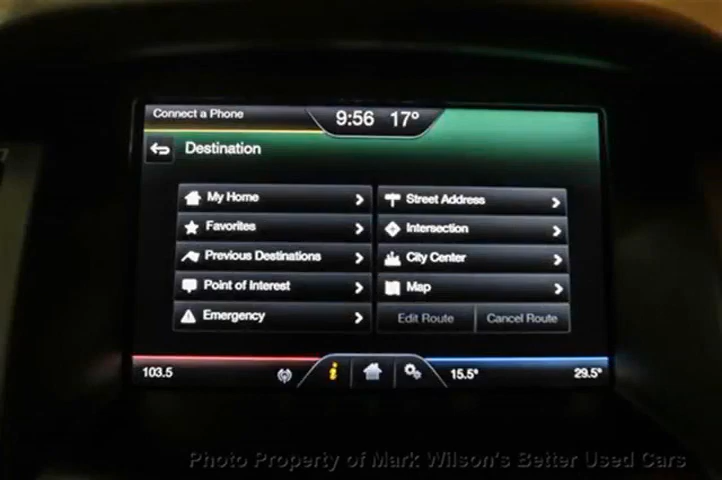 Connect a Phone
9:56 17°
Destination
My Home
Street Address
Favorites
Intersection
Previous Destinations
City Center
Point of Interest
Map
Emergency
Edit Route Cancel Route
103.5
15.5° 29.5°
Photo Property of Mark Wilson's Better Used Cars